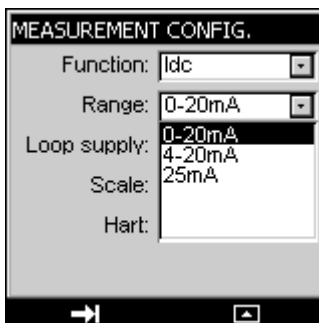 MEASUREMENT CONFIG.
Function: Idc
Range: 0-20mA
0-20mA
Loop supply: 4-20mA
Scale: 25mA
Hart: